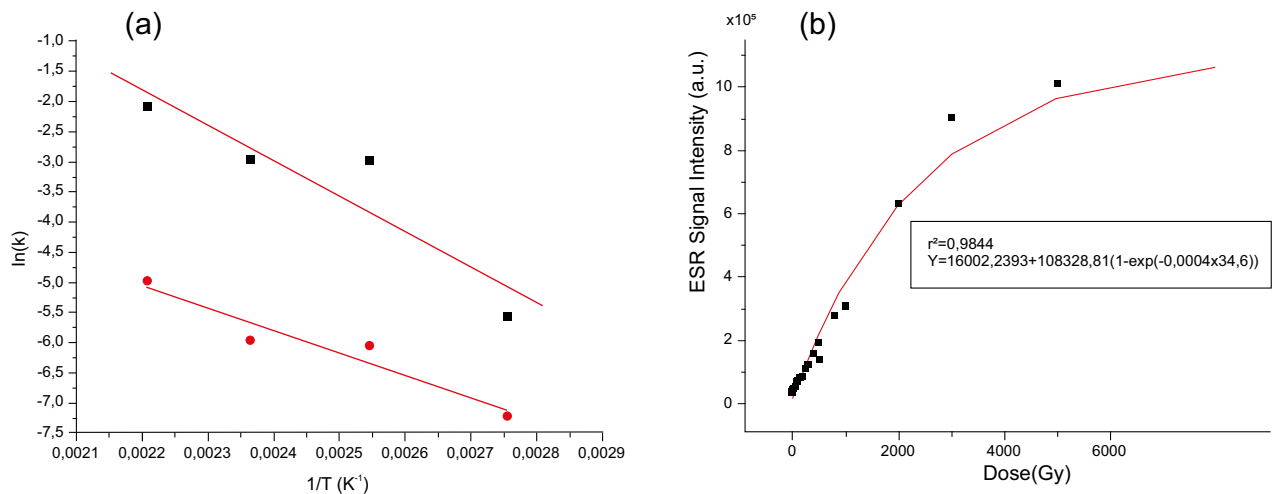 (a)
-1,0
-1,5
-2,0
-2,5
-3,0
-3,5
-4,0
-4,5
-5,0
-5,5
-6,0
-6,5
-7,0
-7,5
ln(k)
0,0021 0,0022 0,0023 0,0024 0,0025 0,0026 0,0027 0,0028 0,0029
1/T (K⁻¹)
x10⁵
(b)
10
8
6
4
2
0
ESR Signal Intensity (a.u.)
r²=0,9844
Y=16002,2393+108328,81(1-exp(-0,0004x34,6))
0 2000 4000 6000
Dose(Gy)